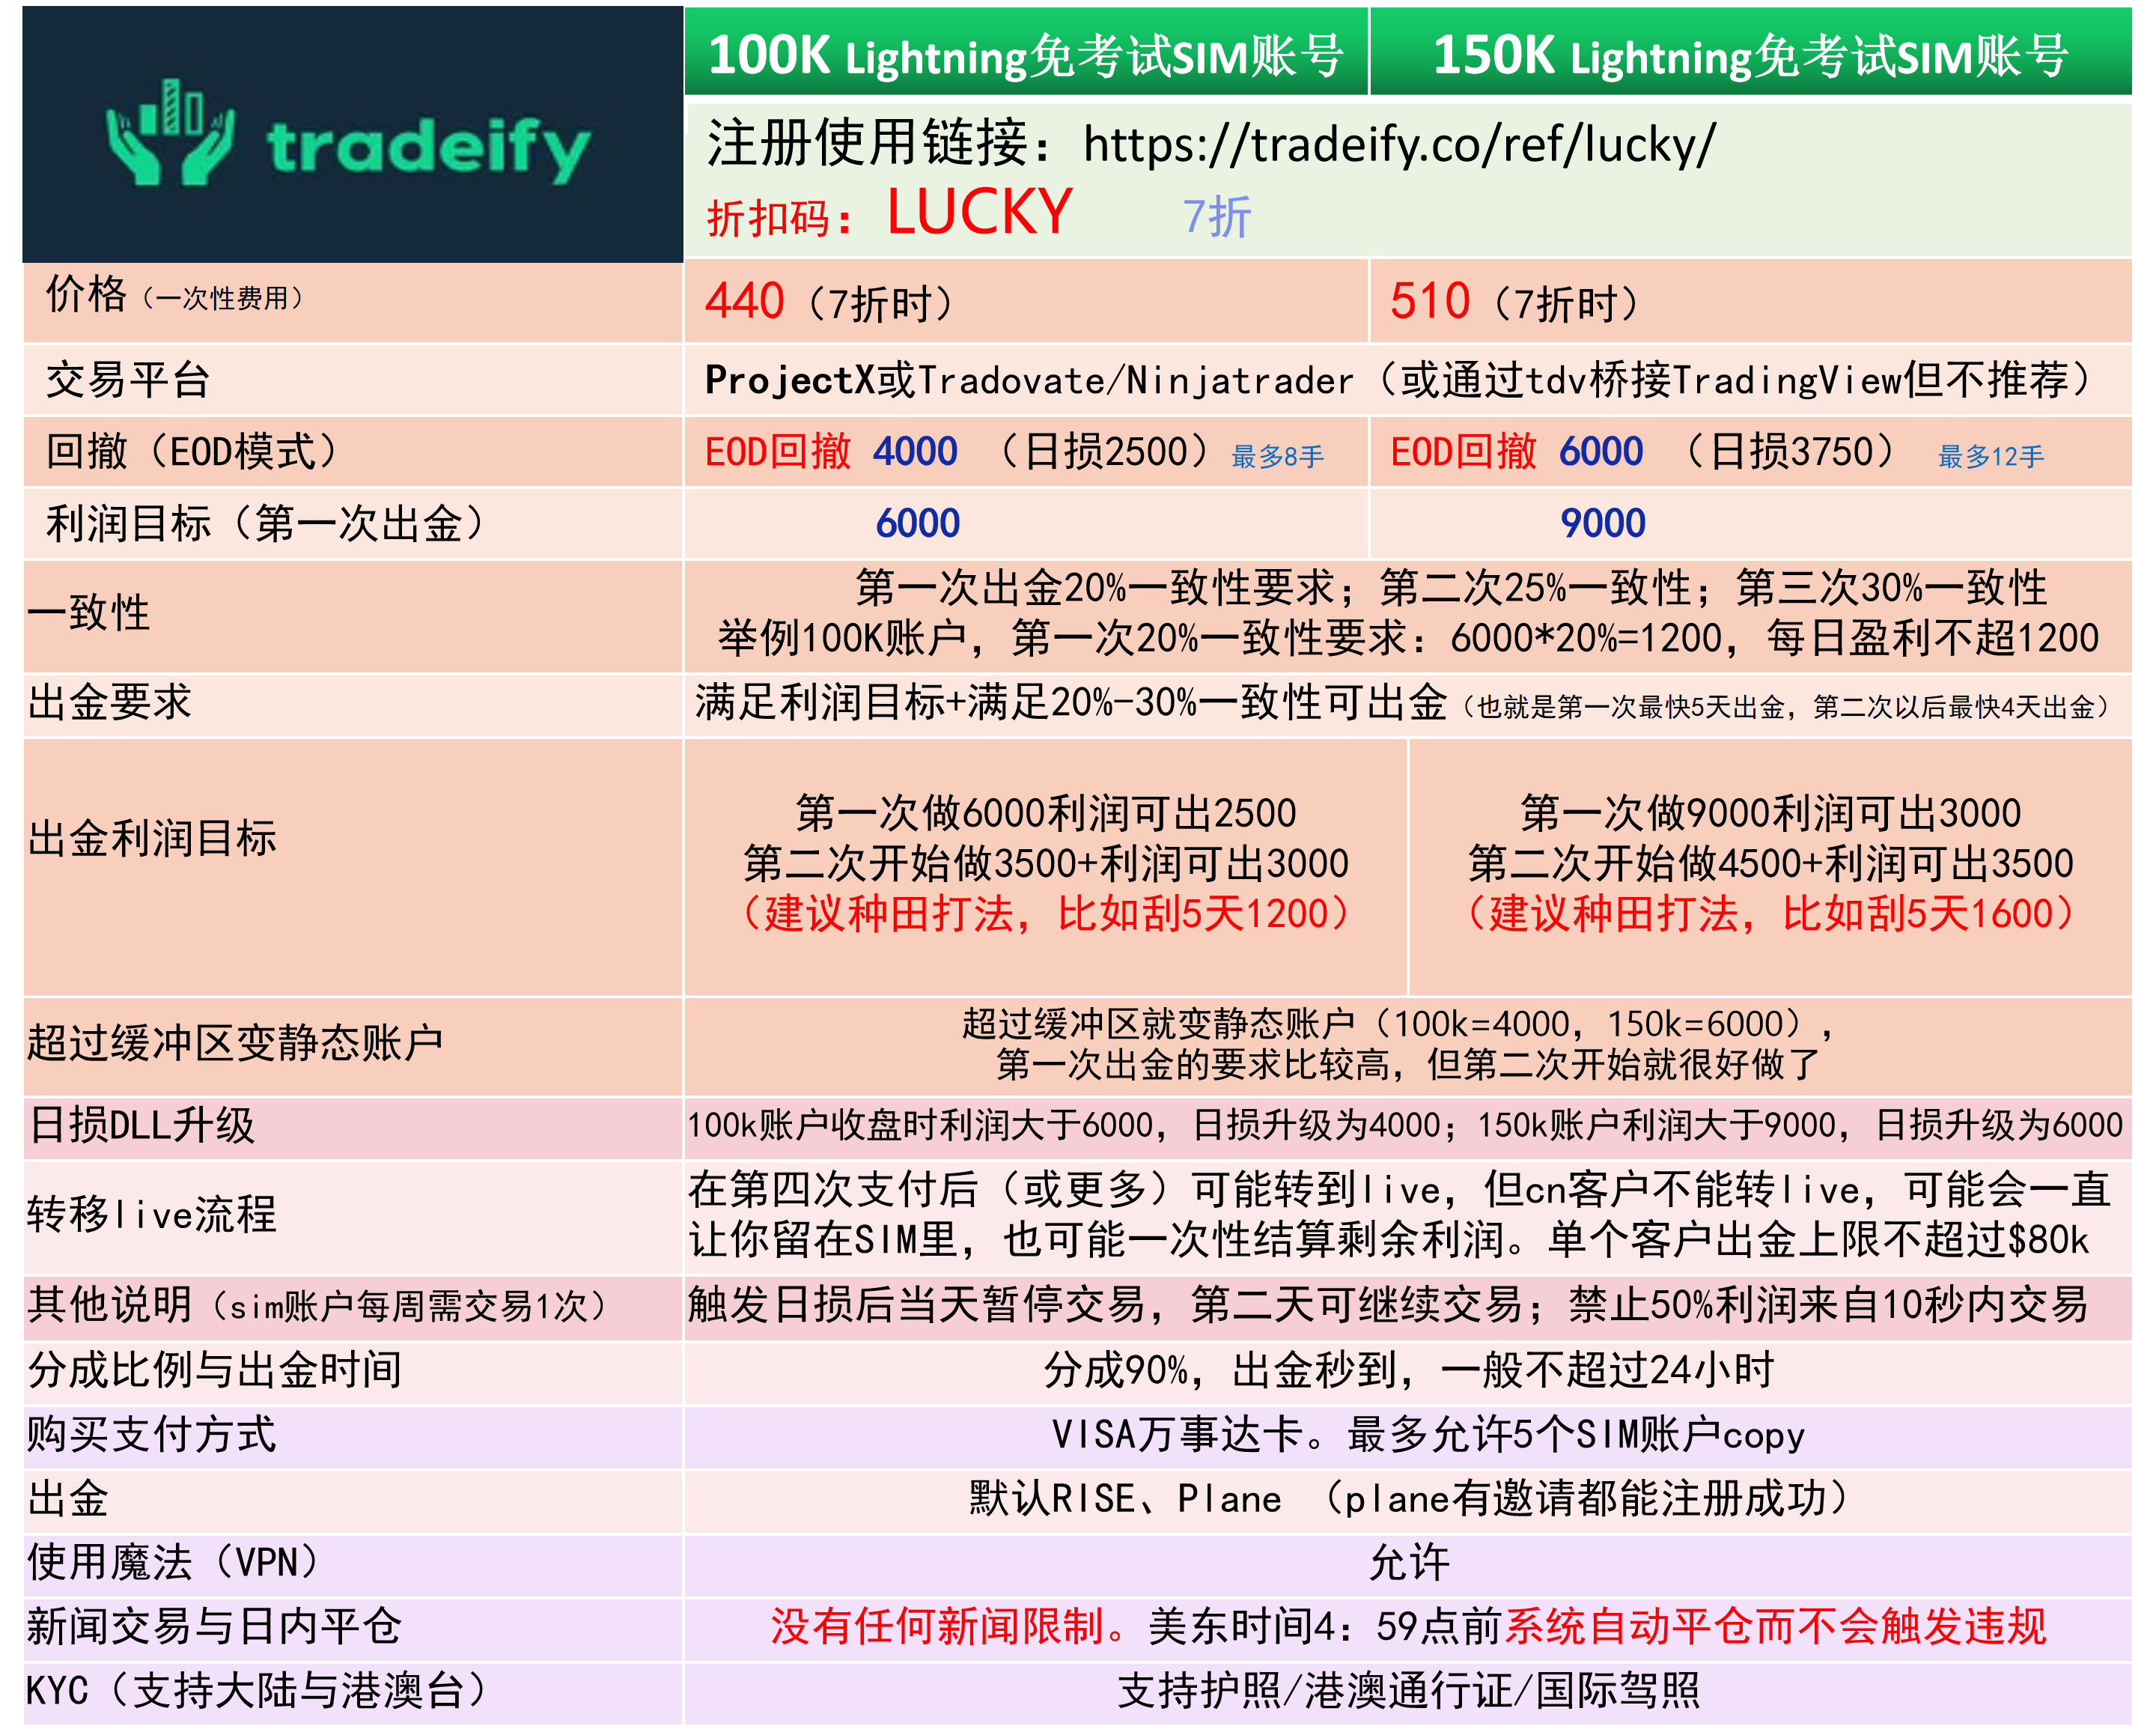 tradeify
100K Lightning免考试SIM账号
150K Lightning免考试SIM账号
注册使用链接：https://tradeify.co/ref/lucky/
折扣码：LUCKY 7折
价格（一次性费用）
440（7折时）
510（7折时）
交易平台
ProjectX或Tradovate/Ninjatrader（或通过tdv桥接TradingView但不推荐）
回撤（EOD模式）
EOD回撤 4000 （日损2500）最多8手
EOD回撤 6000 （日损3750） 最多12手
利润目标（第一次出金）
6000
9000
一致性
第一次出金20%一致性要求；第二次25%一致性；第三次30%一致性
举例100K账户，第一次20%一致性要求：6000*20%=1200，每日盈利不超1200
出金要求
满足利润目标+满足20%-30%一致性可出金（也就是第一次最快5天出金，第二次以后最快4天出金）
出金利润目标
第一次做6000利润可出2500
第二次开始做3500+利润可出3000
（建议种田打法，比如刮5天1200）
第一次做9000利润可出3000
第二次开始做4500+利润可出3500
（建议种田打法，比如刮5天1600）
超过缓冲区变静态账户
超过缓冲区就变静态账户（100k=4000，150k=6000），
第一次出金的要求比较高，但第二次开始就很好做了
日损DLL升级
100k账户收盘时利润大于6000，日损升级为4000；150k账户利润大于9000，日损升级为6000
转移live流程
在第四次支付后（或更多）可能转到live，但cn客户不能转live，可能会一直
让你留在SIM里，也可能一次性结算剩余利润。单个客户出金上限不超过$80k
其他说明（sim账户每周需交易1次）
触发日损后当天暂停交易，第二天可继续交易；禁止50%利润来自10秒内交易
分成比例与出金时间
分成90%，出金秒到，一般不超过24小时
购买支付方式
VISA万事达卡。最多允许5个SIM账户copy
出金
默认RISE、Plane （plane有邀请都能注册成功）
使用魔法（VPN）
允许
新闻交易与日内平仓
没有任何新闻限制。美东时间4：59点前系统自动平仓而不会触发违规
KYC（支持大陆与港澳台）
支持护照/港澳通行证/国际驾照